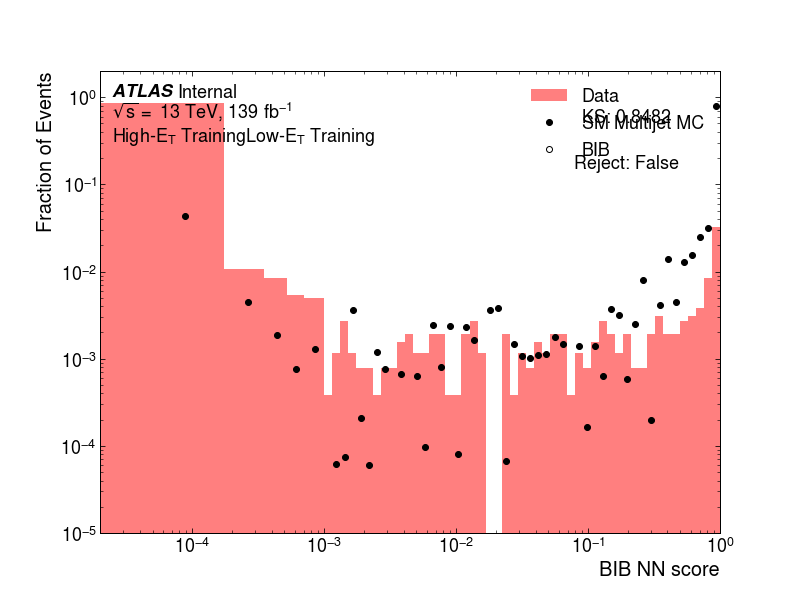 ATLAS Internal
√s = 13 TeV, 139 fb⁻¹
High-E_T TrainingLow-E_T Training
Data
KS: 0.8482
SM Multijet MC
BIB
Reject: False
Fraction of Events
10⁰
10⁻¹
10⁻²
10⁻³
10⁻⁴
10⁻⁵
10⁻⁴
10⁻³
10⁻²
10⁻¹
10⁰
BIB NN score